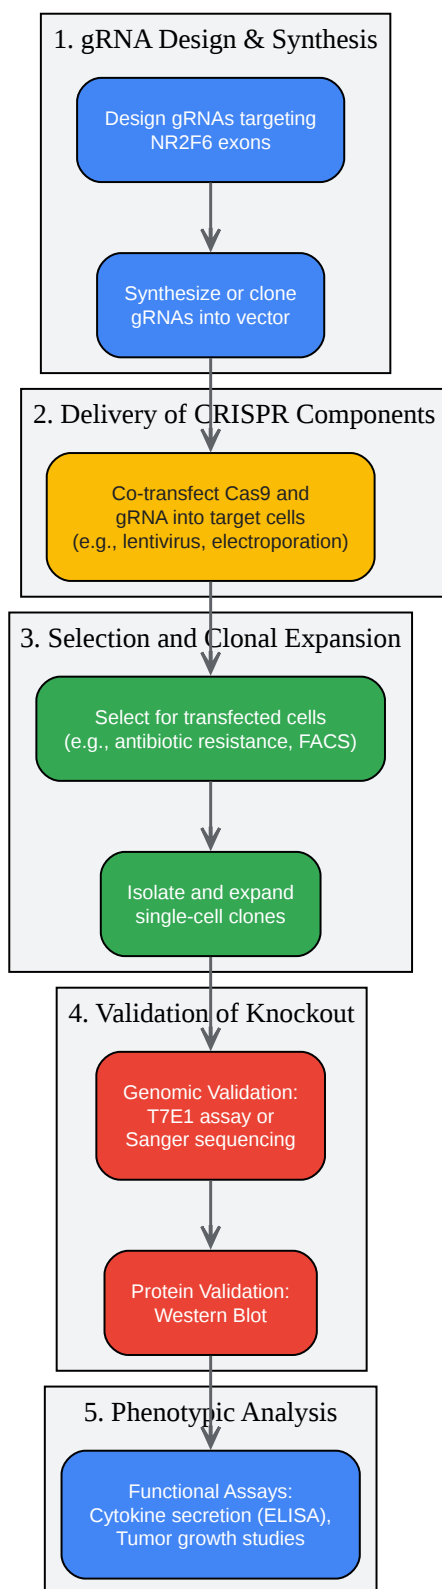 1. gRNA Design & Synthesis
Design gRNAs targeting
NR2F6 exons
Synthesize or clone
gRNAs into vector
2. Delivery of CRISPR Components
Co-transfect Cas9 and
gRNA into target cells
(e.g., lentivirus, electroporation)
3. Selection and Clonal Expansion
Select for transfected cells
(e.g., antibiotic resistance, FACS)
Isolate and expand
single-cell clones
4. Validation of Knockout
Genomic Validation:
T7E1 assay or
Sanger sequencing
Protein Validation:
Western Blot
5. Phenotypic Analysis
Functional Assays:
Cytokine secretion (ELISA),
Tumor growth studies